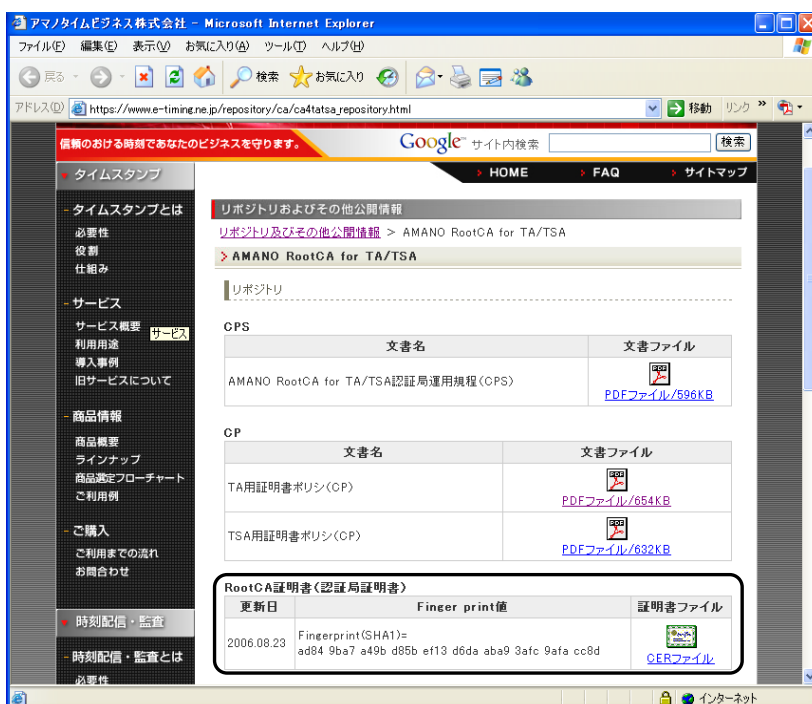 アマノタイムビジネス株式会社 - Microsoft Internet Explorer
ファイル(F) 編集(E) 表示(V) お気に入り(A) ツール(T) ヘルプ(H)
戻る 検索 お気に入り
アドレス(D) https://www.e-timing.ne.jp/repository/ca/ca4tatsa_repository.html 移動 リンク »
信頼のおける時刻であなたのビジネスを守ります。 Google サイト内検索 検索
タイムスタンプ HOME FAQ サイトマップ
- タイムスタンプとは
必要性
役割
仕組み
- サービス
サービス概要 サービス
利用用途
導入事例
旧サービスについて
- 商品情報
商品概要
ラインナップ
商品選定フローチャート
ご利用例
- ご購入
ご利用までの流れ
お問合わせ
時刻配信・監査
- 時刻配信・監査とは
必要性
リポジトリおよびその他公開情報
リポジトリ及びその他公開情報 > AMANO RootCA for TA/TSA
AMANO RootCA for TA/TSA
リポジトリ
CPS
文書名 文書ファイル
AMANO RootCA for TA/TSA認証局運用規程(CPS) PDFファイル/596KB
CP
文書名 文書ファイル
TA用証明書ポリシ(CP) PDFファイル/654KB
TSA用証明書ポリシ(CP) PDFファイル/632KB
RootCA証明書(認証局証明書)
更新日 Finger print値 証明書ファイル
2006.08.23 Fingerprint(SHA1)=
ad84 9ba7 a49b d85b ef13 d6da aba9 3afc 9afa cc8d CERファイル
インターネット